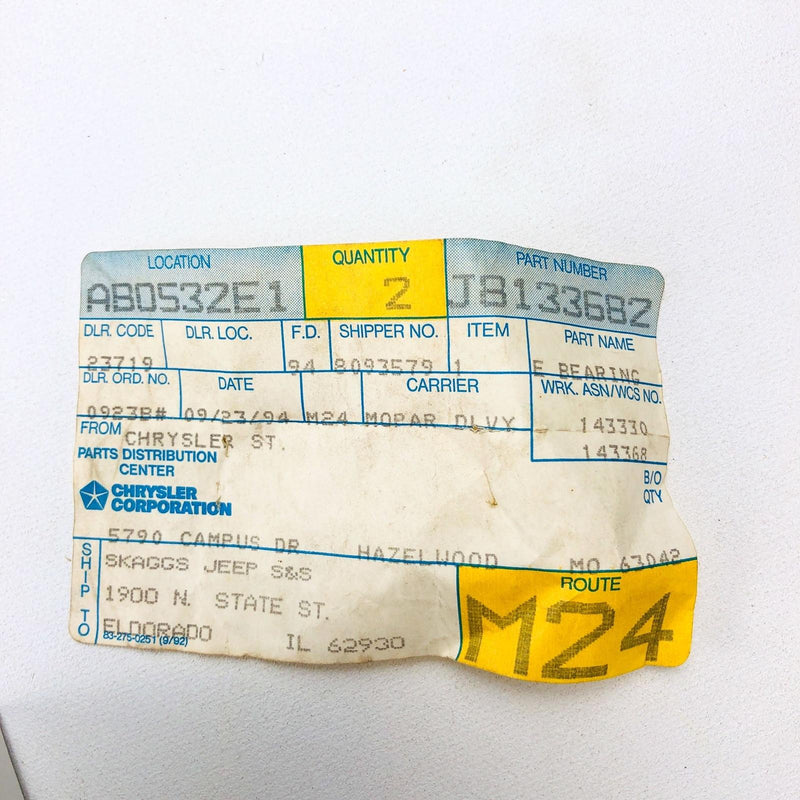 LOCATION QUANTITY PART NUMBER
AB0532E1 2 J8133682
DLR. CODE DLR. LOC. F.D. SHIPPER NO. ITEM PART NAME
23719 94 8093579 1 E BEARING
DLR. ORD. NO. DATE CARRIER WRK. ASN/WCS NO.
0923B# 09/23/94 M24 MOPAR DLVY 143330
FROM CHRYSLER ST. 143368
PARTS DISTRIBUTION
CENTER
B/O
QTY
CHRYSLER
CORPORATION
5790 CAMPUS DR HAZELWOOD MO 63042
SHIP TO
SKAGGS JEEP S&S
1900 N. STATE ST.
ELDORADO IL 62930
83-275-0251 (9/92)
ROUTE
M24